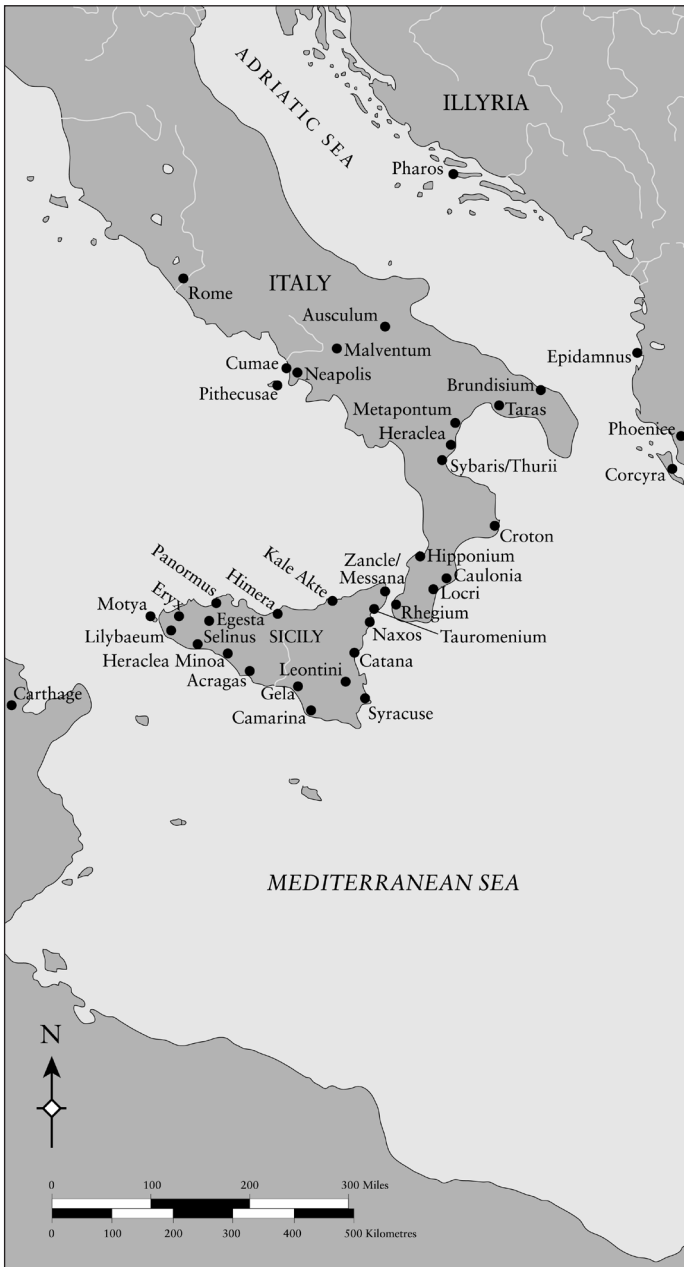 ADRIATIC SEA
ILLYRIA
Pharos
Rome
ITALY
Ausculum
Malventum
Epidamnus
Cumae
Neapolis
Pithecusae
Brundisium
Taras
Metapontum
Phoenice
Heraclea
Sybaris/Thurii
Corcyra
Croton
Hipponium
Zancle/
Messana
Caulonia
Locri
Kale Akte
Panormus
Himera
Eryx
Motya
Egesta
Rhegium
Lilybaeum
Selinus
SICILY
Naxos
Tauromenium
Heraclea Minoa
Leontini
Catana
Acragas
Carthage
Gela
Camarina
Syracuse
MEDITERRANEAN SEA
N
0 100 200 300 Miles
0 100 200 300 400 500 Kilometres